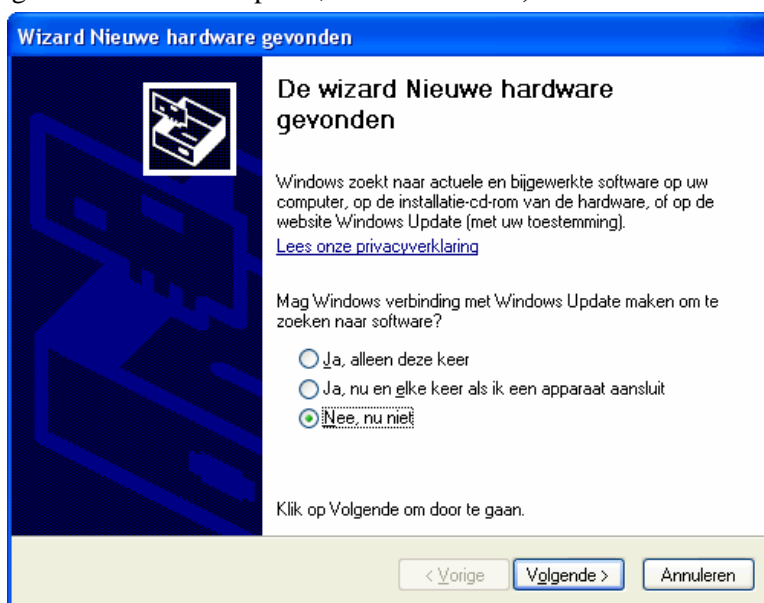 Wizard Nieuwe hardware gevonden
De wizard Nieuwe hardware
gevonden
Windows zoekt naar actuele en bijgewerkte software op uw
computer, op de installatie-cd-rom van de hardware, of op de
website Windows Update (met uw toestemming).
Lees onze privacyverklaring
Mag Windows verbinding met Windows Update maken om te
zoeken naar software?
Ja, alleen deze keer
Ja, nu en elke keer als ik een apparaat aansluit
Nee, nu niet
Klik op Volgende om door te gaan.
< Vorige Volgende > Annuleren